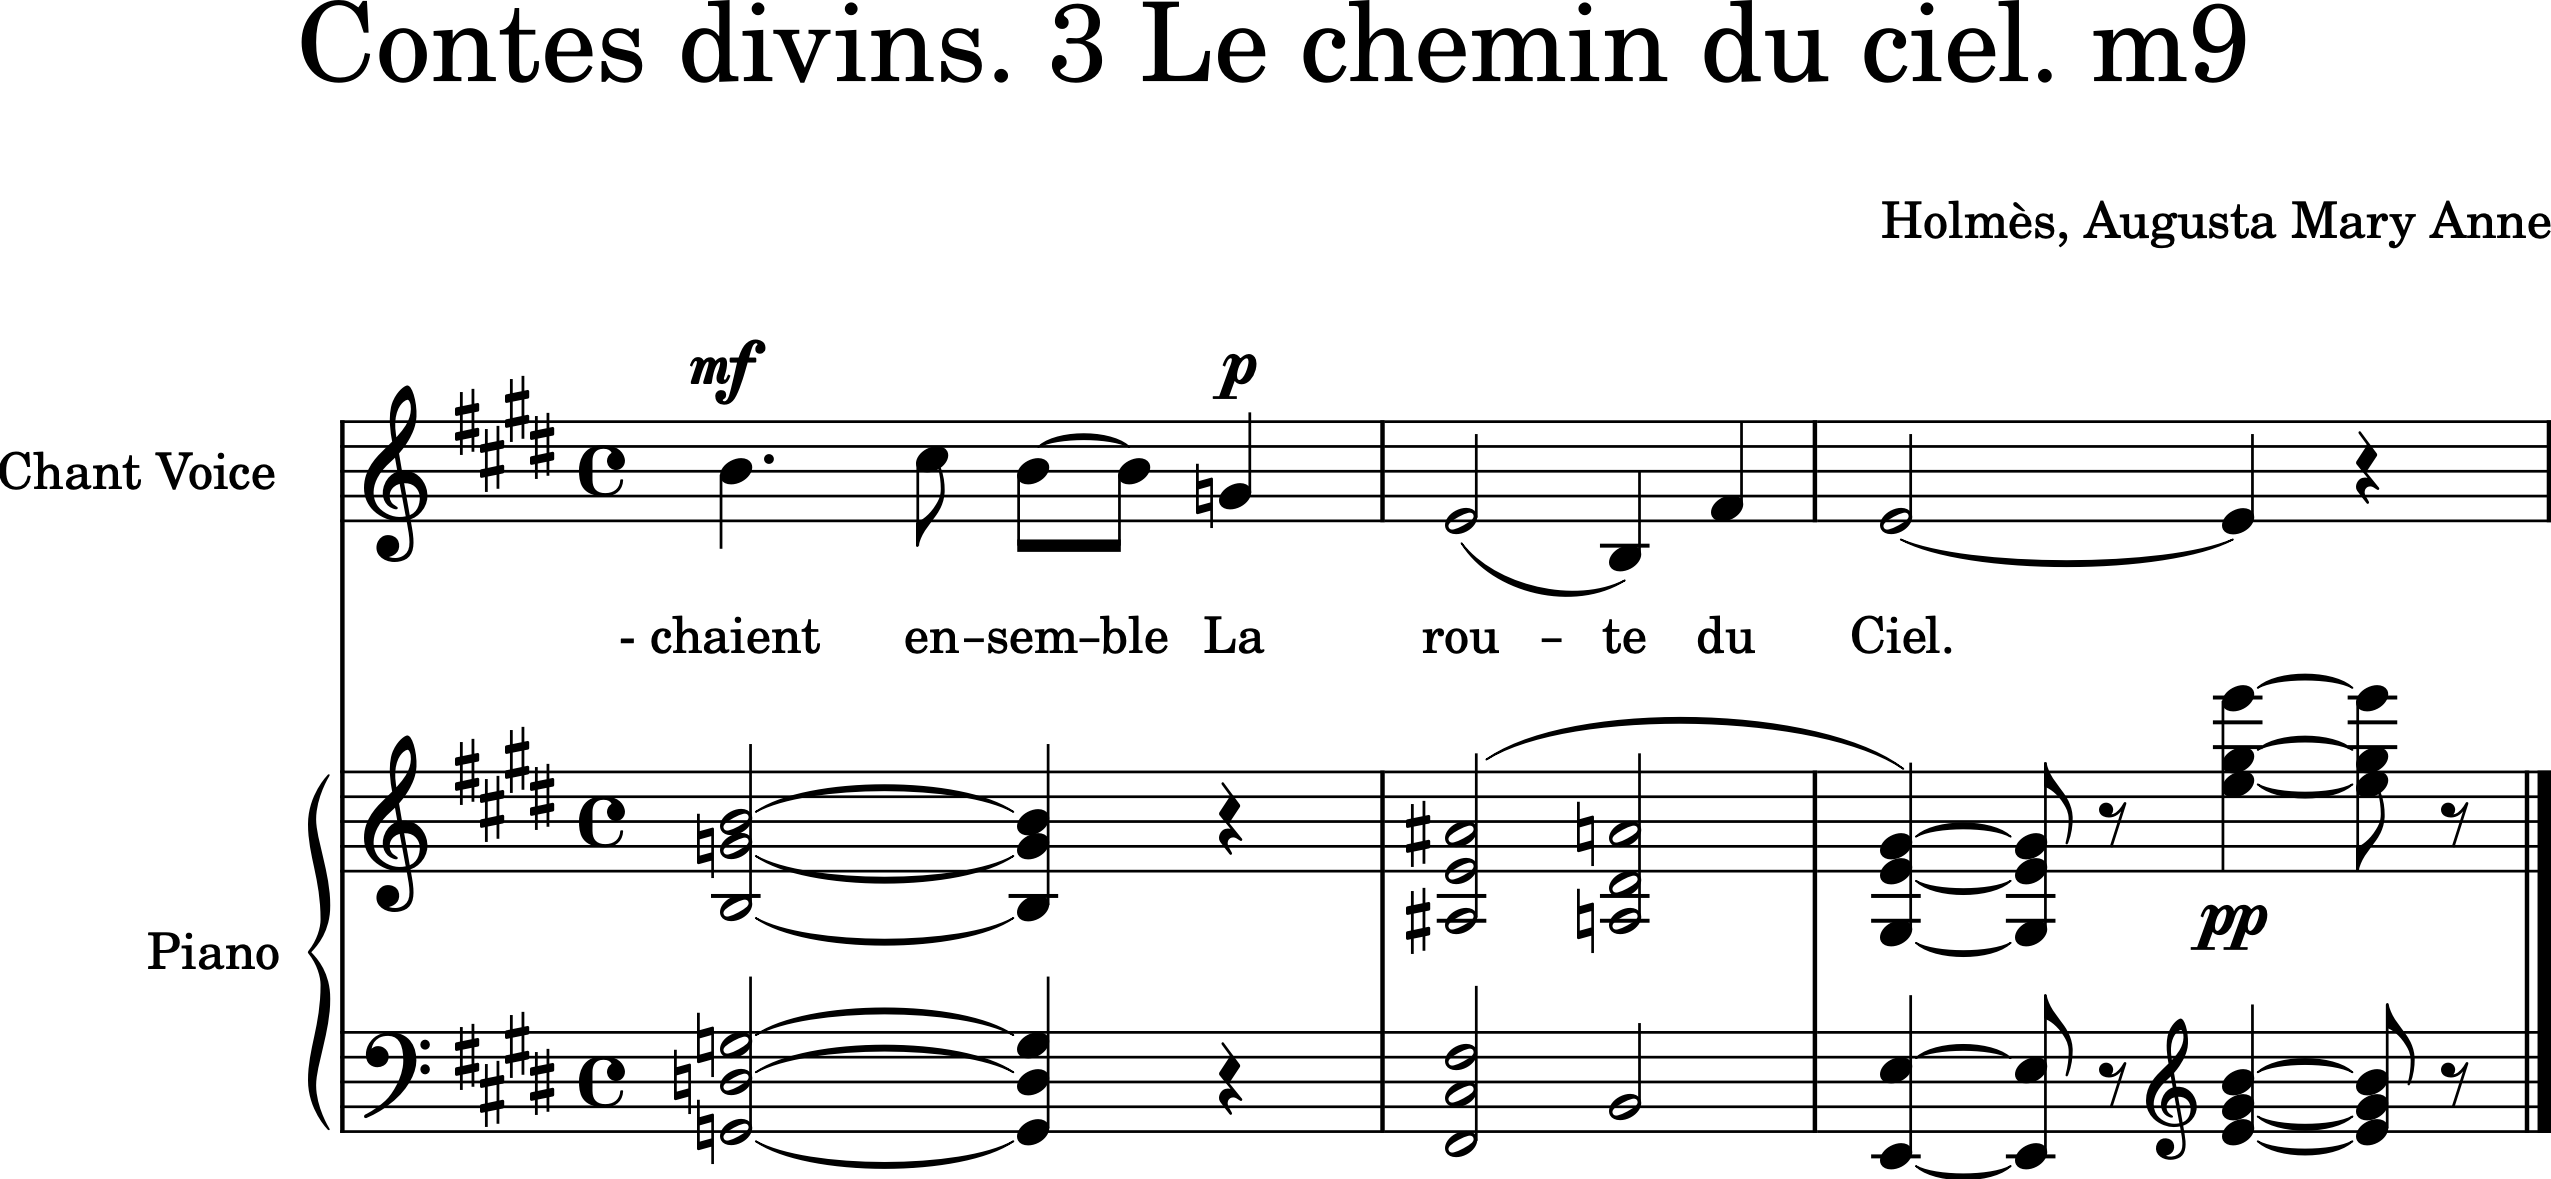 Contes divins. 3 Le chemin du ciel. m9
Holmès, Augusta Mary Anne
mf p
Chant Voice
- chaient en-sem-ble La rou - te du Ciel.
pp
Piano